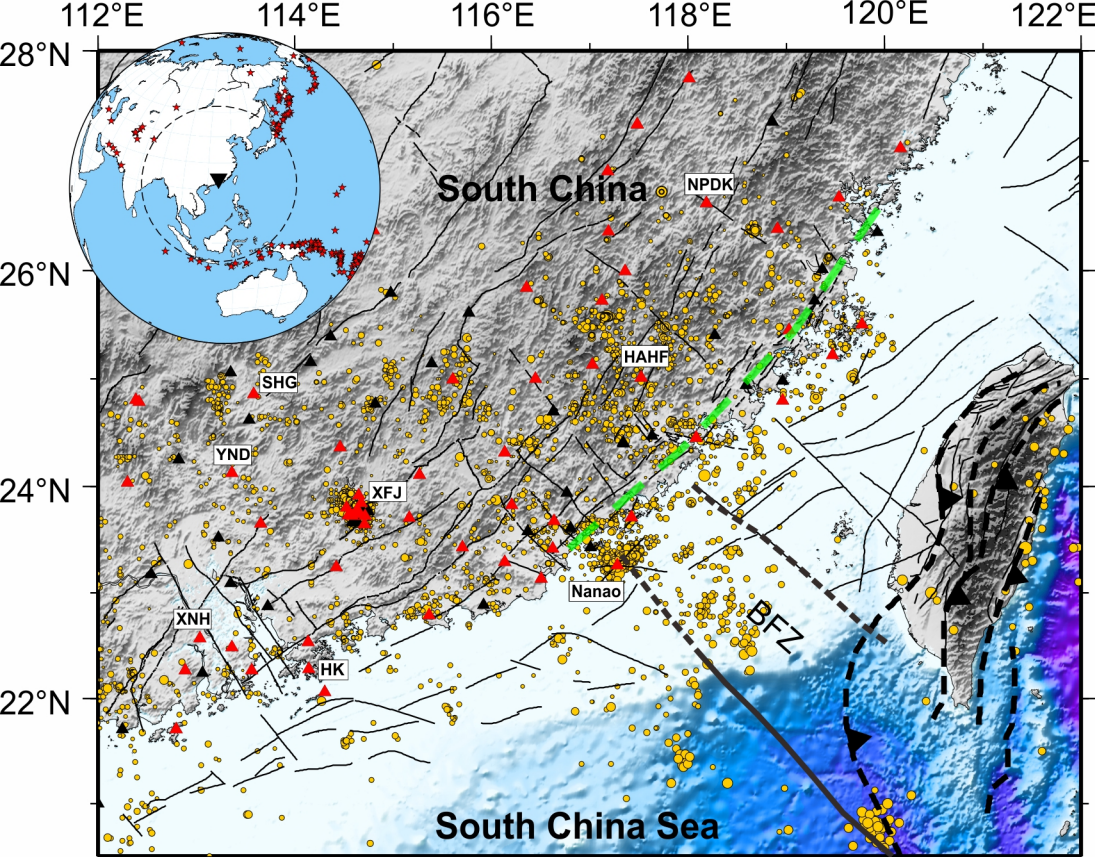 112°E 114°E 116°E 118°E 120°E 122°E
28°N
South China
NPDK
26°N
HAHF
SHG
YND
24°N
XFJ
Nanao
XNH
BFZ
HK
22°N
South China Sea